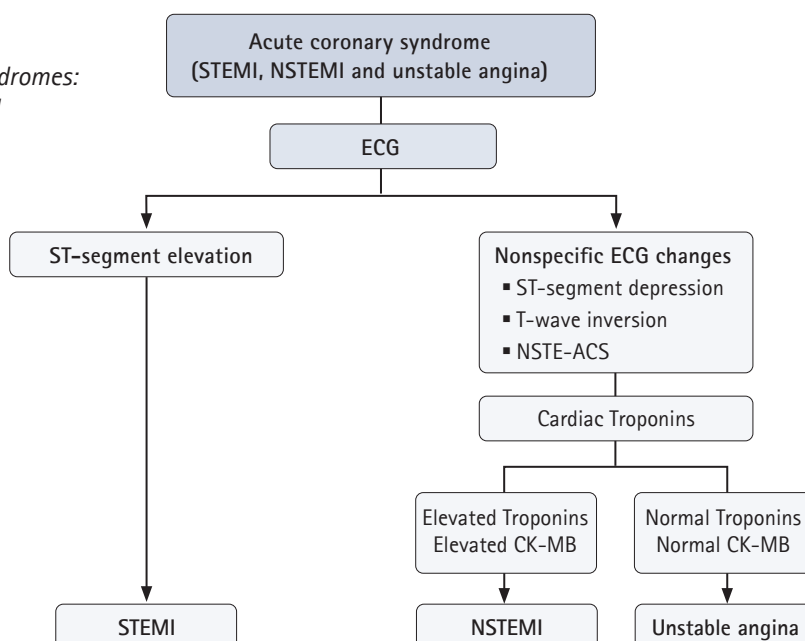 Acute coronary syndrome
(STEMI, NSTEMI and unstable angina)
dromes:
ECG
ST-segment elevation
Nonspecific ECG changes
▪ ST-segment depression
▪ T-wave inversion
▪ NSTE-ACS
Cardiac Troponins
Elevated Troponins
Elevated CK-MB
Normal Troponins
Normal CK-MB
STEMI
NSTEMI
Unstable angina